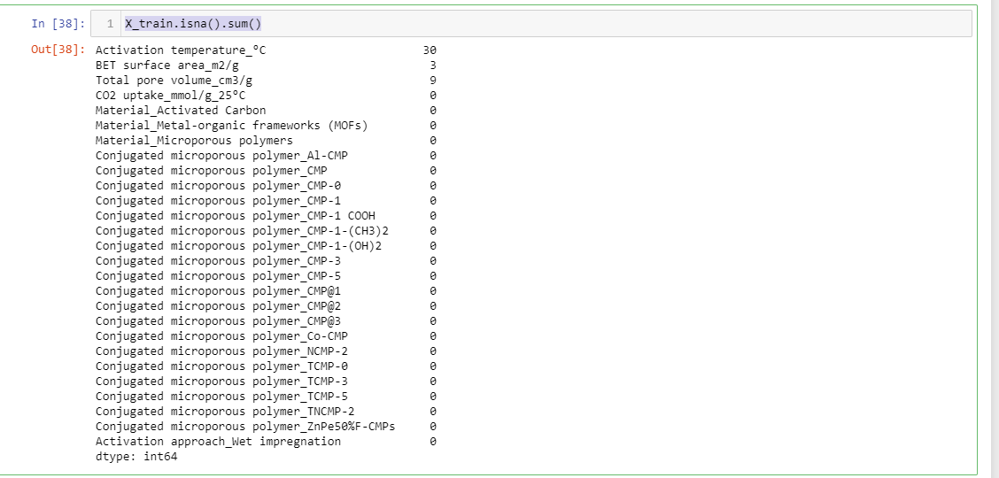 In [38]: 1 X_train.isna().sum()
Out[38]: Activation temperature_°C 30
BET surface area_m2/g 3
Total pore volume_cm3/g 9
CO2 uptake_mmol/g_25°C 0
Material_Activated Carbon 0
Material_Metal-organic frameworks (MOFs) 0
Material_Microporous polymers 0
Conjugated microporous polymer_Al-CMP 0
Conjugated microporous polymer_CMP 0
Conjugated microporous polymer_CMP-0 0
Conjugated microporous polymer_CMP-1 0
Conjugated microporous polymer_CMP-1 COOH 0
Conjugated microporous polymer_CMP-1-(CH3)2 0
Conjugated microporous polymer_CMP-1-(OH)2 0
Conjugated microporous polymer_CMP-3 0
Conjugated microporous polymer_CMP-5 0
Conjugated microporous polymer_CMP@1 0
Conjugated microporous polymer_CMP@2 0
Conjugated microporous polymer_CMP@3 0
Conjugated microporous polymer_Co-CMP 0
Conjugated microporous polymer_NCMP-2 0
Conjugated microporous polymer_TCMP-0 0
Conjugated microporous polymer_TCMP-3 0
Conjugated microporous polymer_TCMP-5 0
Conjugated microporous polymer_TNCMP-2 0
Conjugated microporous polymer_ZnPe50%F-CMPs 0
Activation approach_Wet impregnation 0
dtype: int64